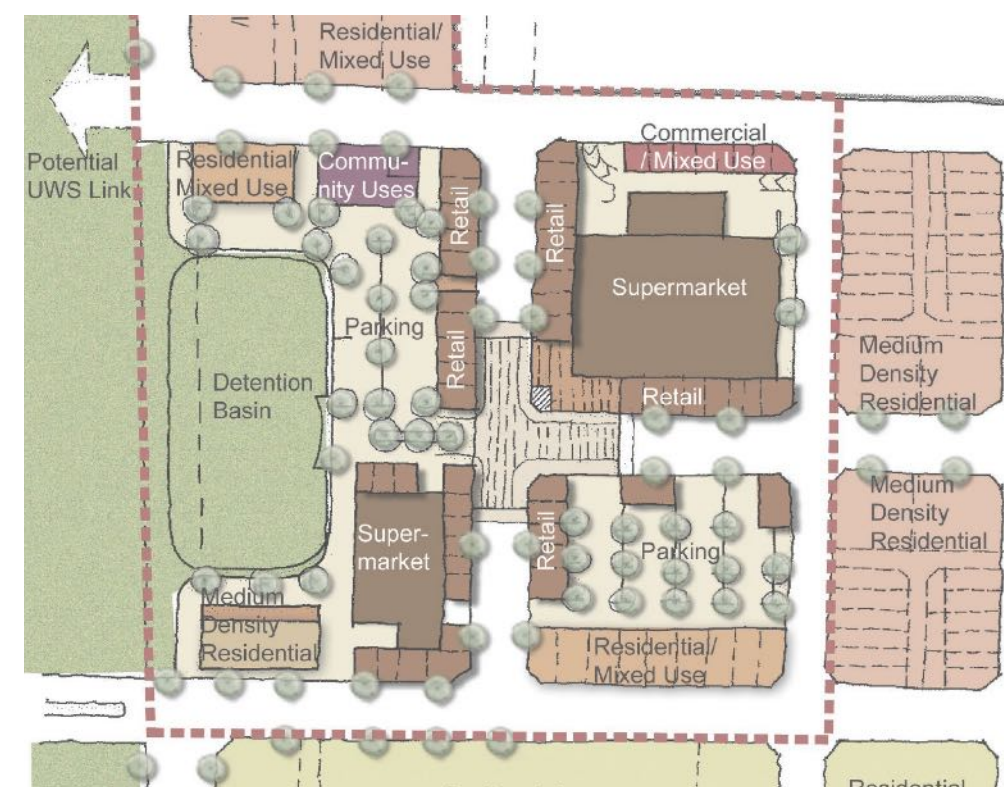 Residential/
Mixed Use
Potential
UWS Link
Residential/
Mixed Use
Commu-
nity Uses
Retail
Retail
Commercial
/ Mixed Use
Supermarket
Parking
Retail
Retail
Detention
Basin
Medium
Density
Residential
Super-
market
Retail
Parking
Medium
Density
Residential
Medium
Density
Residential
Residential/
Mixed Use
Residential